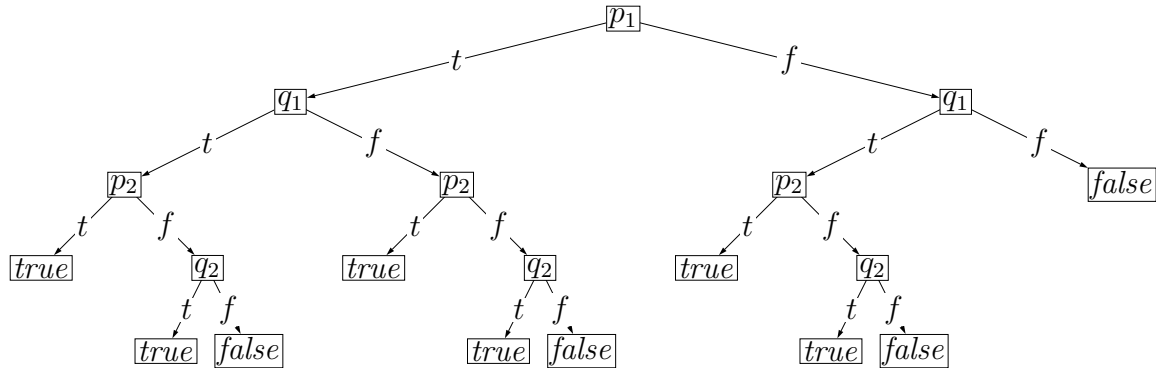 p₁
t f
q₁ q₁
t f t f
p₂ p₂ p₂ false
t f t f t f
true q₂ true q₂ true q₂
t f t f t f
true false true false true false